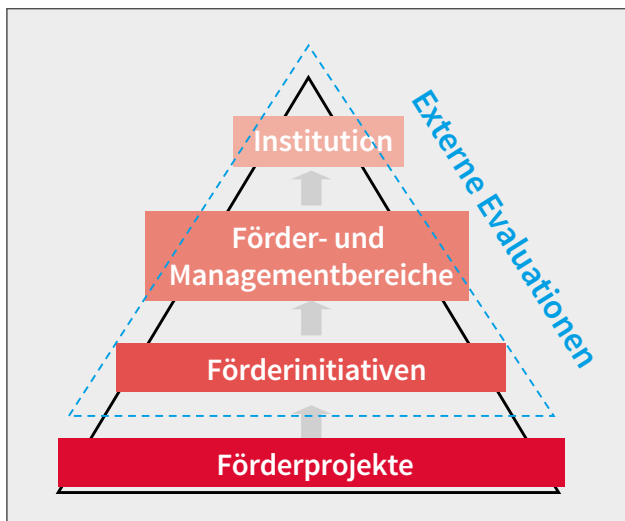 Institution
Förder- und
Managementbereiche
Förderinitiativen
Förderprojekte
Externe Evaluationen